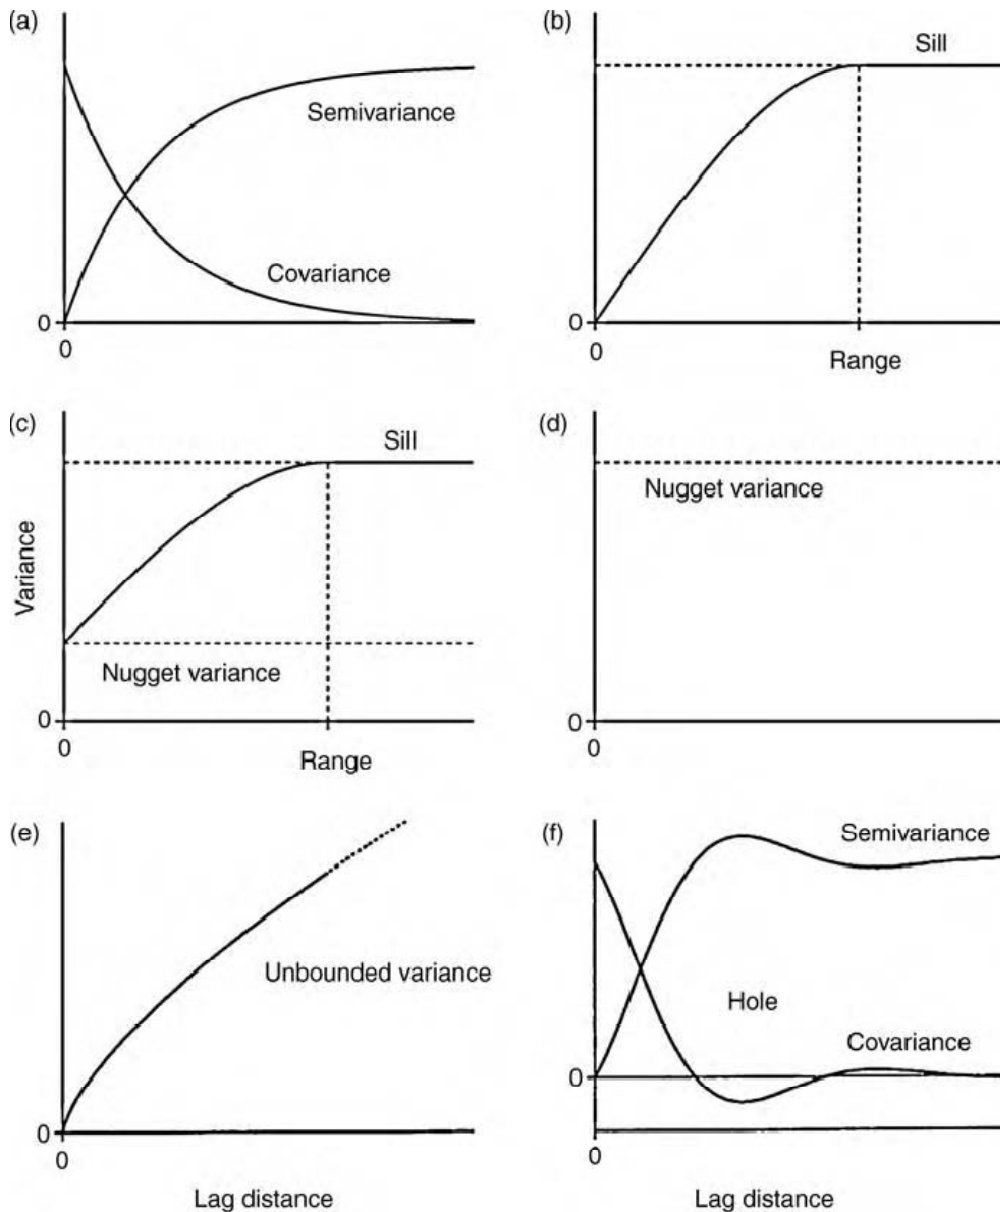 (a)
Semivariance
Covariance
0
0
(b)
Sill
0
0
Range
(c)
Sill
Variance
Nugget variance
0
0
Range
(d)
Nugget variance
0
0
(e)
Unbounded variance
0
0
Lag distance
(f)
Semivariance
Hole
Covariance
0
0
Lag distance